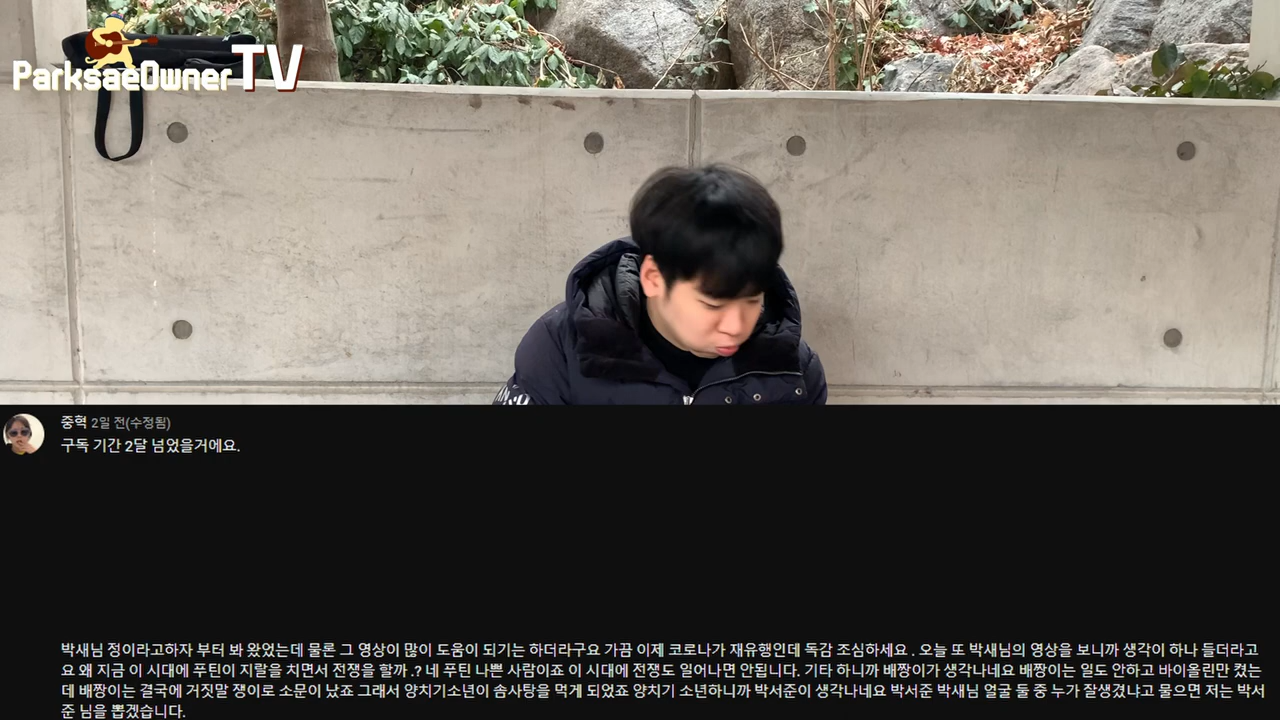 ParksaeOwnerTV
중혁 2일 전(수정됨)
구독 기간 2달 넘었을거에요.
박새님 정이라고하자 부터 봐 왔었는데 물론 그 영상이 많이 도움이 되기는 하더라구요 가끔 이제 코로나가 재유행인데 독감 조심하세요 . 오늘 또 박새님의 영상을 보니까 생각이 하나 들더라고
요 왜 지금 이 시대에 푸틴이 지랄을 치면서 전쟁을 할까 .? 네 푸틴 나쁜 사람이죠 이 시대에 전쟁도 일어나면 안됩니다. 기타 하니까 배짱이가 생각나네요 배짱이는 일도 안하고 바이올린만 켰는
데 배짱이는 결국에 거짓말 쟁이로 소문이 났죠 그래서 양치기소년이 솜사탕을 먹게 되었죠 양치기 소년하니까 박서준이 생각나네요 박서준 박새님 얼굴 둘 중 누가 잘생겼냐고 물으면 저는 박서
준 님을 뽑겠습니다.